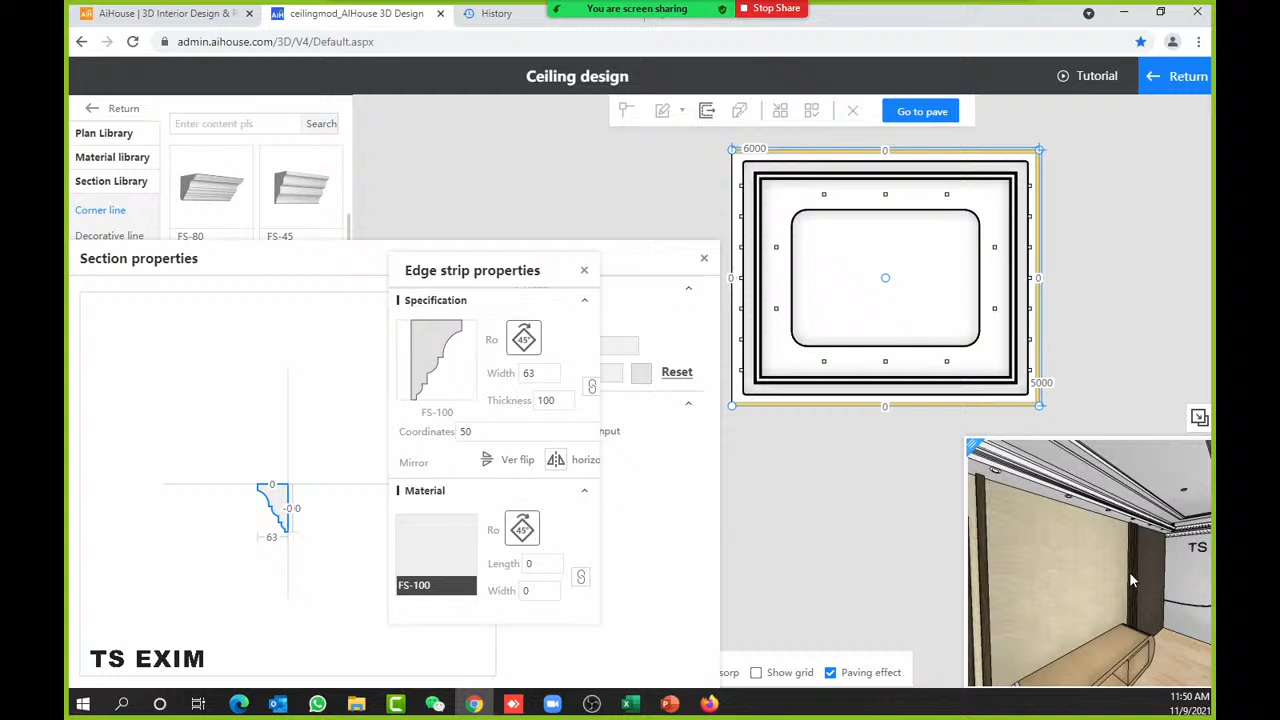 You are screen sharing
Stop Share
AiHouse | 3D Interior Design & R
ceilingmod_AIHouse 3D Design
History
admin.aihouse.com/3D/V4/Default.aspx
Ceiling design
Tutorial
Return
Return
Plan Library
Material library
Section Library
Corner line
Decorative line
Enter content pls
Search
FS-80
FS-45
Go to pave
6000
0
0
0
5000
0
Section properties
0
63
Edge strip properties
Specification
Ro
45°
Width 63
Thickness 100
FS-100
Coordinates 50
nput
Mirror
Ver flip
horizo
Reset
Material
Ro
45°
Length 0
Width 0
FS-100
TS EXIM
TS
sorp
Show grid
Paving effect
11:50 AM
11/9/2021